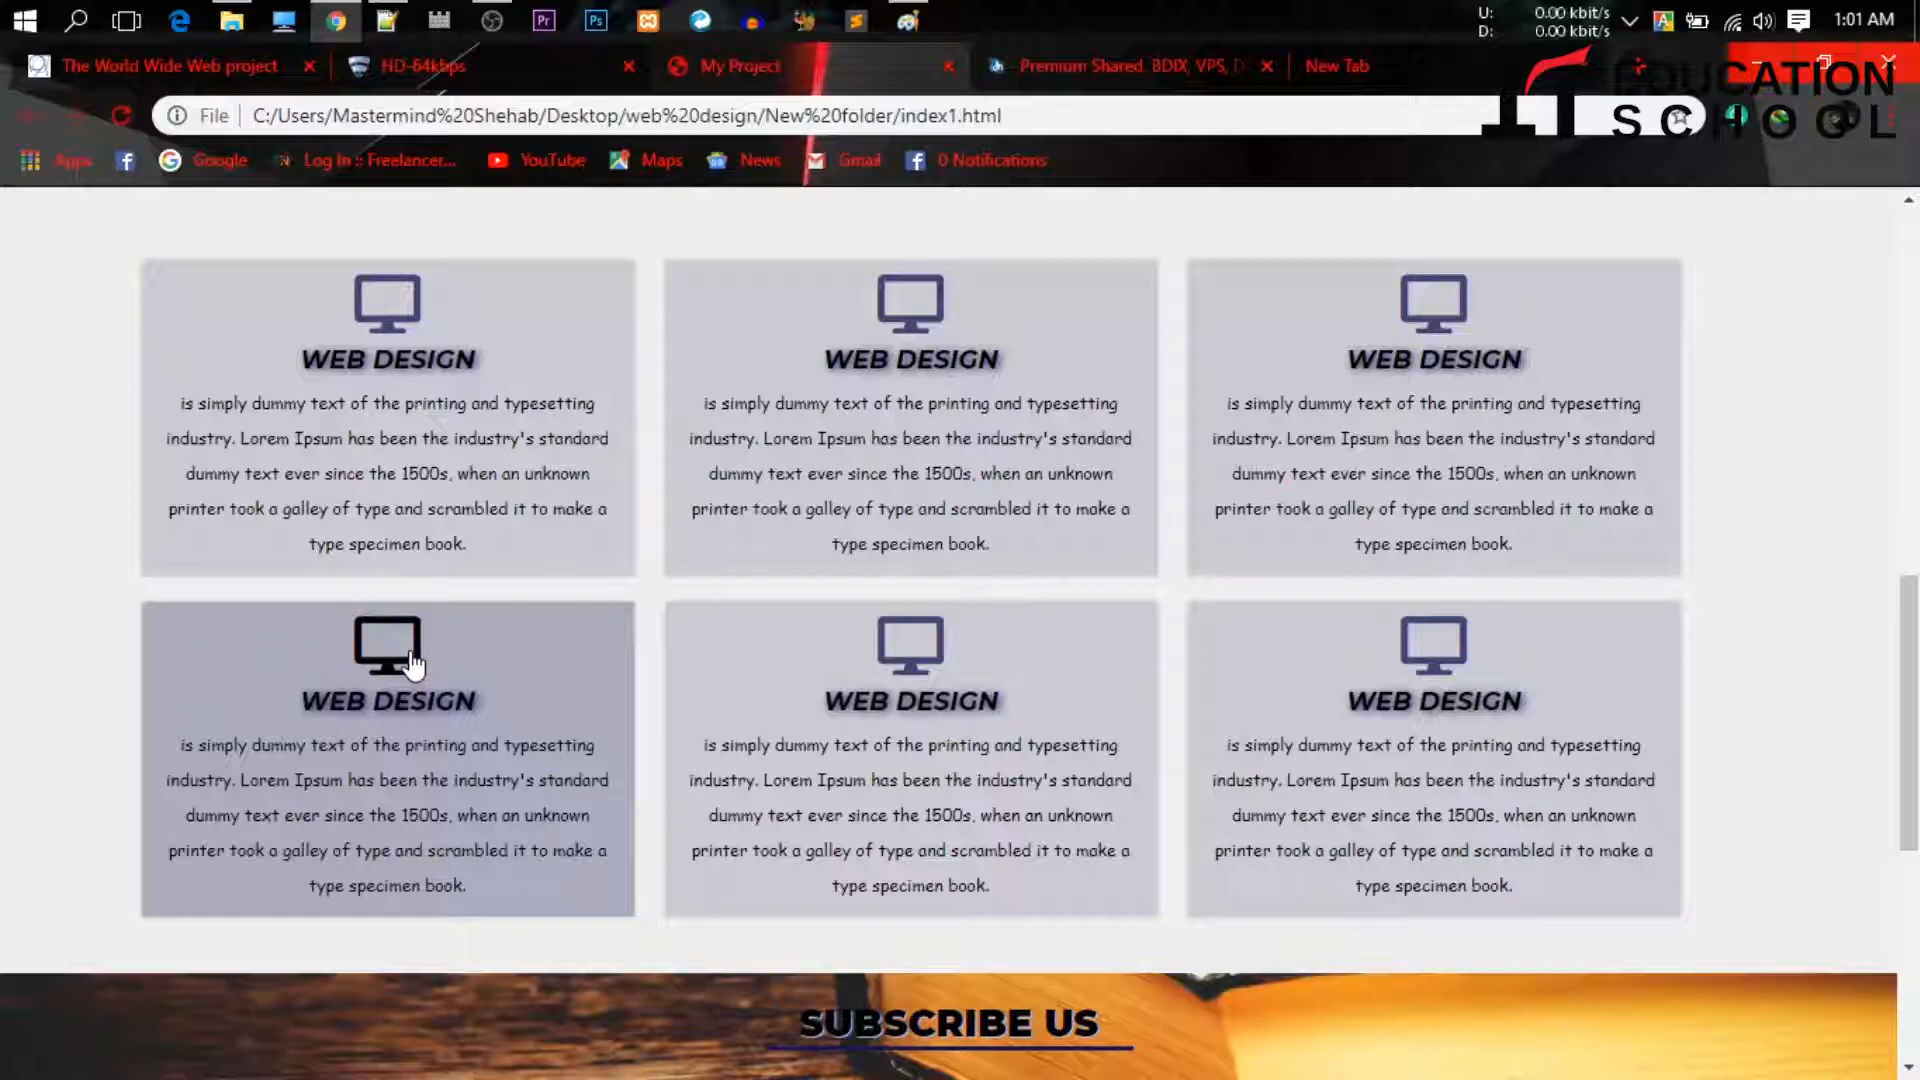 U: 0.00 kbit/s
D: 0.00 kbit/s
1:01 AM
The World Wide Web project
HD-64kbps
My Project
Premium Shared, BDIX, VPS, D
New Tab
EDUCATION
IT SCHOOL
File C:/Users/Mastermind%20Shehab/Desktop/web%20design/New%20folder/index1.html
Apps Google Log In :: Freelancer... YouTube Maps News Gmail 0 Notifications
WEB DESIGN
is simply dummy text of the printing and typesetting
industry. Lorem Ipsum has been the industry's standard
dummy text ever since the 1500s, when an unknown
printer took a galley of type and scrambled it to make a
type specimen book.
WEB DESIGN
is simply dummy text of the printing and typesetting
industry. Lorem Ipsum has been the industry's standard
dummy text ever since the 1500s, when an unknown
printer took a galley of type and scrambled it to make a
type specimen book.
WEB DESIGN
is simply dummy text of the printing and typesetting
industry. Lorem Ipsum has been the industry's standard
dummy text ever since the 1500s, when an unknown
printer took a galley of type and scrambled it to make a
type specimen book.
WEB DESIGN
is simply dummy text of the printing and typesetting
industry. Lorem Ipsum has been the industry's standard
dummy text ever since the 1500s, when an unknown
printer took a galley of type and scrambled it to make a
type specimen book.
WEB DESIGN
is simply dummy text of the printing and typesetting
industry. Lorem Ipsum has been the industry's standard
dummy text ever since the 1500s, when an unknown
printer took a galley of type and scrambled it to make a
type specimen book.
WEB DESIGN
is simply dummy text of the printing and typesetting
industry. Lorem Ipsum has been the industry's standard
dummy text ever since the 1500s, when an unknown
printer took a galley of type and scrambled it to make a
type specimen book.
SUBSCRIBE US